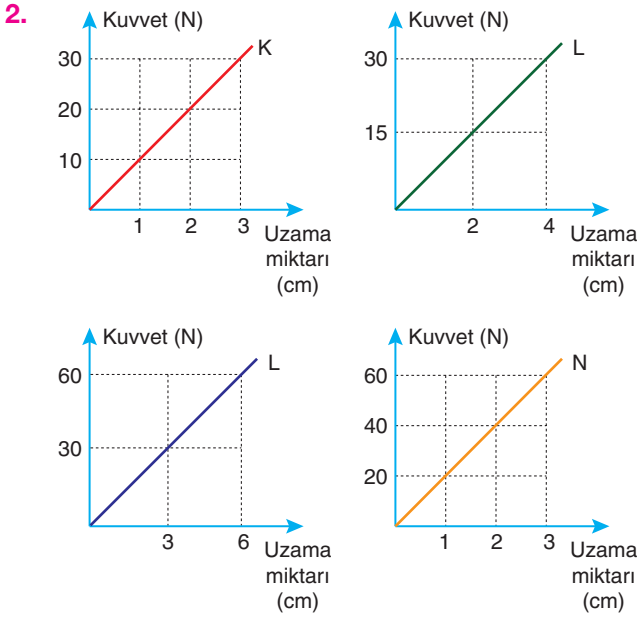 2.
Kuvvet (N)
K
30
20
10
1 2 3
Uzama
miktarı
(cm)
Kuvvet (N)
L
30
15
2 4
Uzama
miktarı
(cm)
Kuvvet (N)
L
60
30
3 6
Uzama
miktarı
(cm)
Kuvvet (N)
N
60
40
20
1 2 3
Uzama
miktarı
(cm)